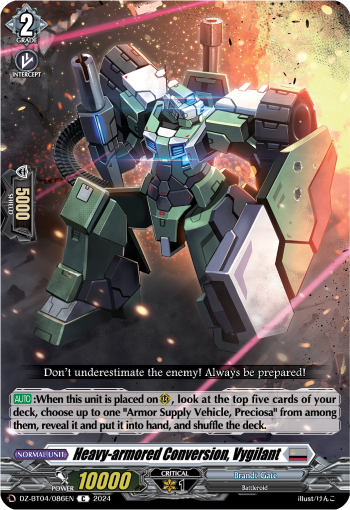 2
GRADE
INTERCEPT
5000
SHIELD
Don't underestimate the enemy! Always be prepared!
AUTO:When this unit is placed on , look at the top five cards of your
deck, choose up to one "Armor Supply Vehicle, Preciosa" from among
them, reveal it and put it into hand, and shuffle the deck.
NORMAL UNIT Heavy-armored Conversion, Vygilant
POWER 10000 CRITICAL 1 Brandt Gate
Battleroid
DZ-BT04/086EN C 2024 illust/けんこ